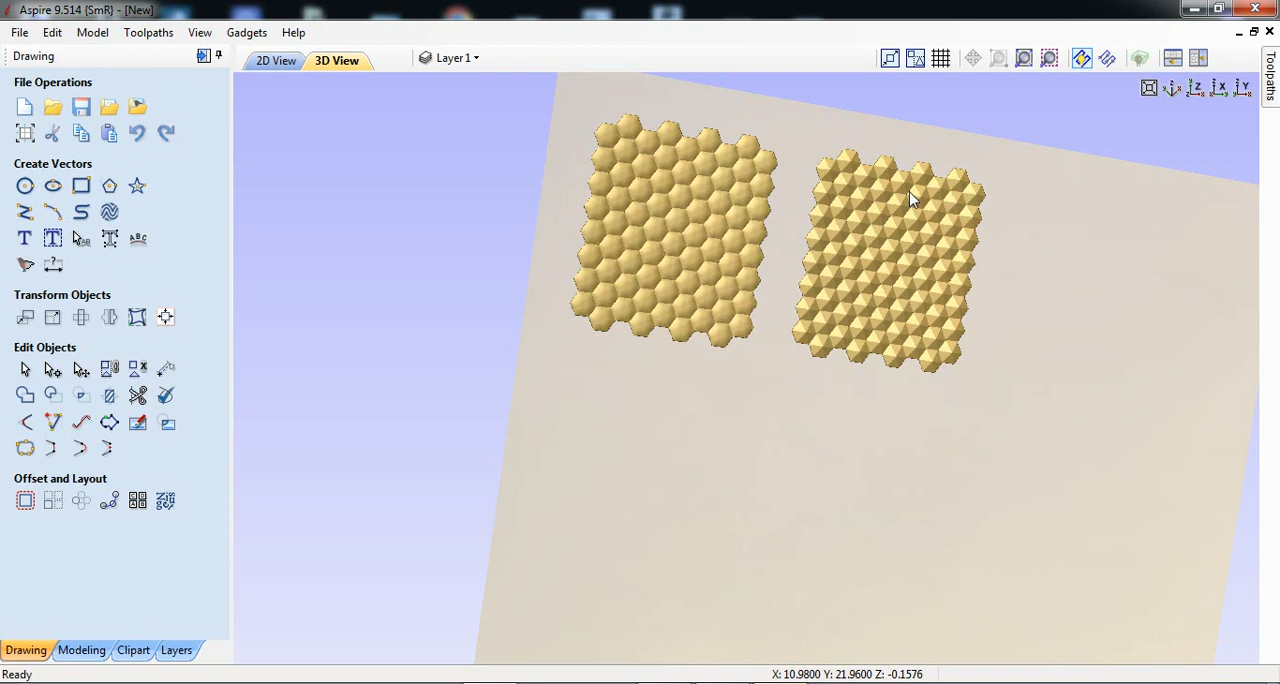 Aspire 9.514 {SmR} - [New]
File Edit Model Toolpaths View Gadgets Help
Drawing
2D View 3D View Layer 1
Toolpaths
File Operations
Create Vectors
Transform Objects
Edit Objects
Offset and Layout
Drawing Modeling Clipart Layers
Ready
X: 10.9800 Y: 21.9600 Z: -0.1576